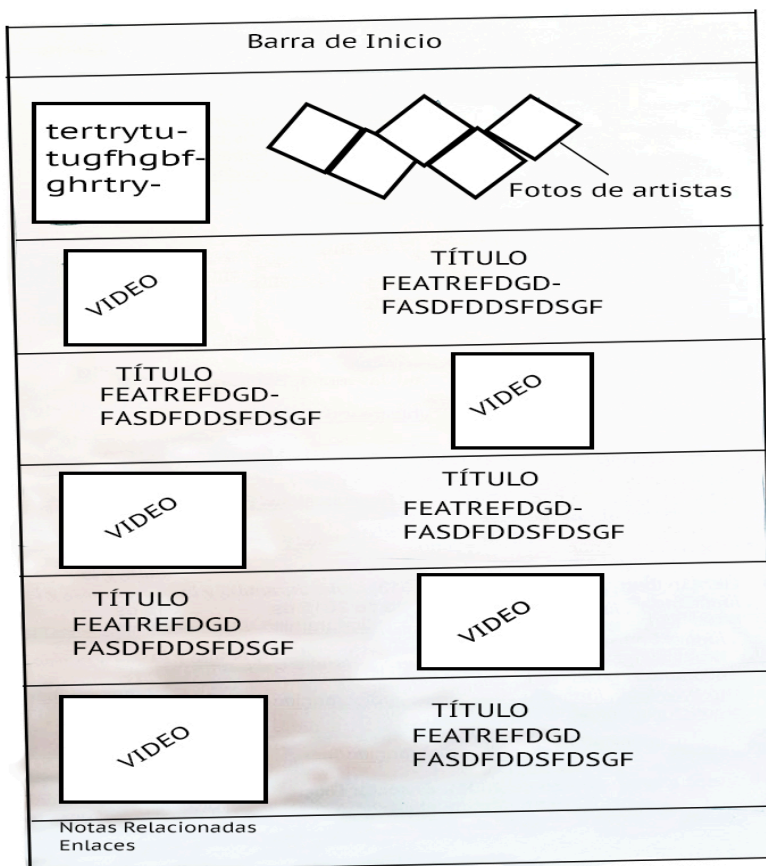 Barra de Inicio
tertrytu-
tugfhgbf-
ghrtry-
Fotos de artistas
VIDEO
TÍTULO
FEATREFDGD-
FASDFDDSFDSGF
TÍTULO
FEATREFDGD-
FASDFDDSFDSGF
VIDEO
VIDEO
TÍTULO
FEATREFDGD-
FASDFDDSFDSGF
TÍTULO
FEATREFDGD
FASDFDDSFDSGF
VIDEO
VIDEO
TÍTULO
FEATREFDGD
FASDFDDSFDSGF
Notas Relacionadas
Enlaces